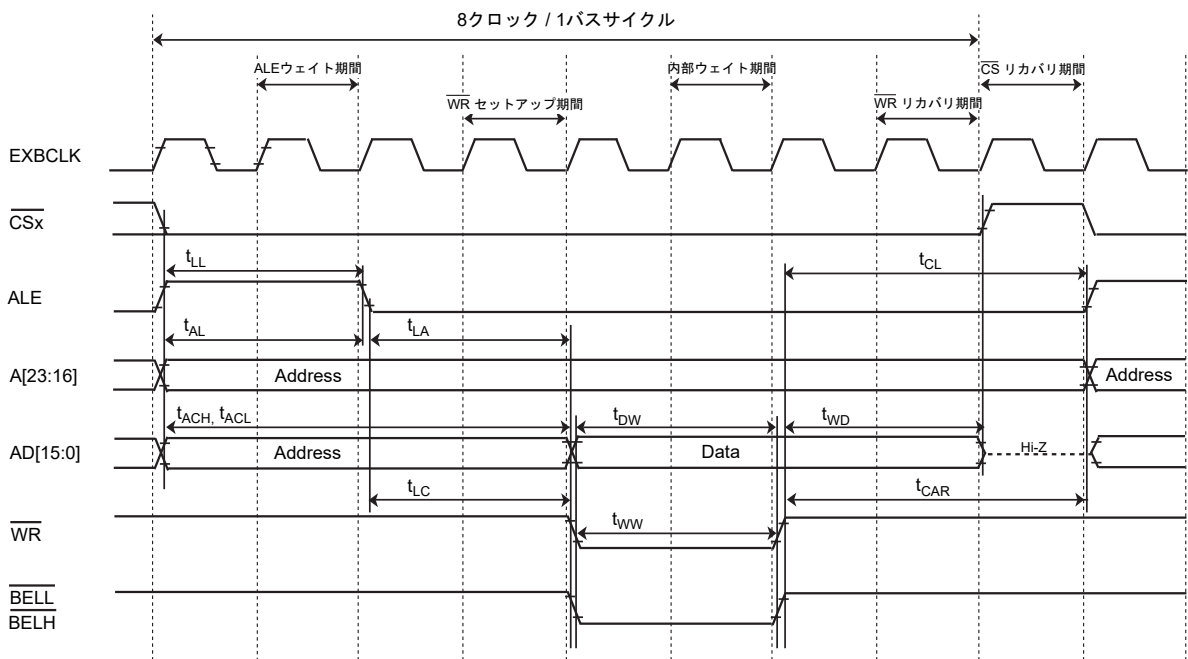 8クロック / 1バスサイクル
ALEウェイト期間
内部ウェイト期間
CS リカバリ期間
WR セットアップ期間
WR リカバリ期間
EXBCLK
CSx
tLL
tCL
ALE
tAL
tLA
A[23:16]
Address
Address
tACH, tACL
tDW
tWD
AD[15:0]
Address
Data
Hi-Z
tLC
tCAR
WR
tWW
BELL
BELH